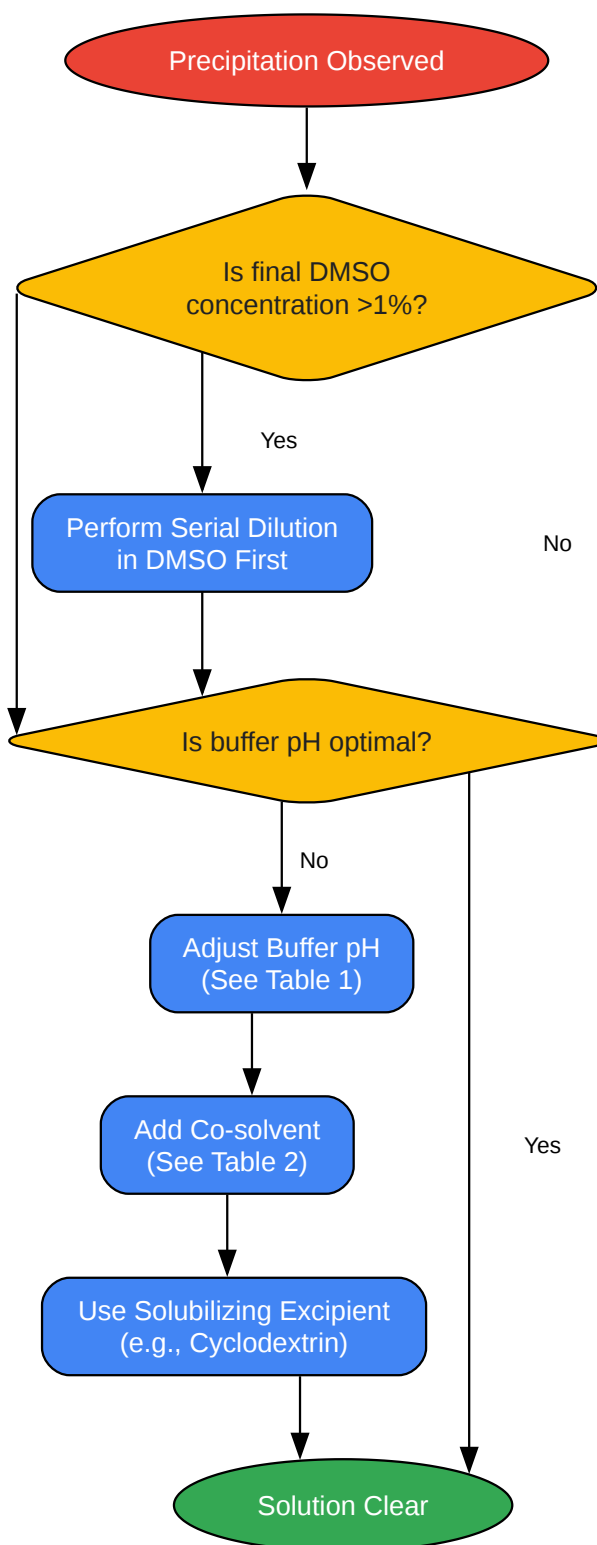 Precipitation Observed
Is final DMSO
concentration >1%?
Yes
Perform Serial Dilution
in DMSO First
No
Is buffer pH optimal?
No
Adjust Buffer pH
(See Table 1)
Add Co-solvent
(See Table 2)
Yes
Use Solubilizing Excipient
(e.g., Cyclodextrin)
Solution Clear